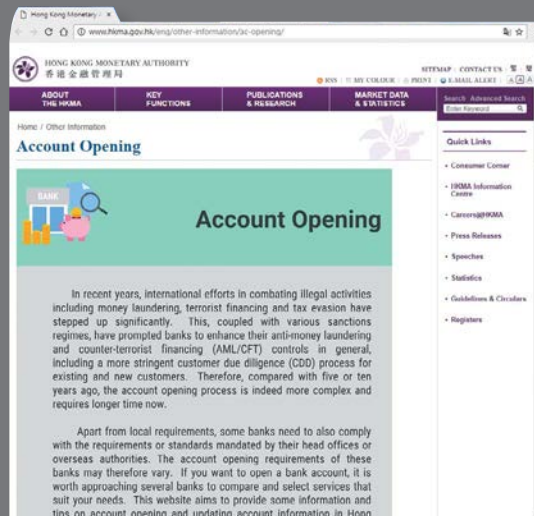 Hong Kong Monetary A
www.hkma.gov.hk/eng/other-information/ac-opening/
HONG KONG MONETARY AUTHORITY
香港金融管理局
SITEMAP CONTACT US 繁 簡
RSS MY COLOUR PRINT E-MAIL ALERT A A A
ABOUT THE HKMA
KEY FUNCTIONS
PUBLICATIONS & RESEARCH
MARKET DATA & STATISTICS
Search Advanced Search
Enter Keyword
Home / Other Information
Account Opening
BANK
Account Opening
In recent years, international efforts in combating illegal activities
including money laundering, terrorist financing and tax evasion have
stepped up significantly. This, coupled with various sanctions
regimes, have prompted banks to enhance their anti-money laundering
and counter-terrorist financing (AML/CFT) controls in general,
including a more stringent customer due diligence (CDD) process for
existing and new customers. Therefore, compared with five or ten
years ago, the account opening process is indeed more complex and
requires longer time now.
Apart from local requirements, some banks need to also comply
with the requirements or standards mandated by their head offices or
overseas authorities. The account opening requirements of these
banks may therefore vary. If you want to open a bank account, it is
worth approaching several banks to compare and select services that
suit your needs. This website aims to provide some information and
tips on account opening and updating account information in Hong
Quick Links
• Consumer Corner
• HKMA Information
Centre
• Careers@HKMA
• Press Releases
• Speeches
• Statistics
• Guidelines & Circulars
• Registers